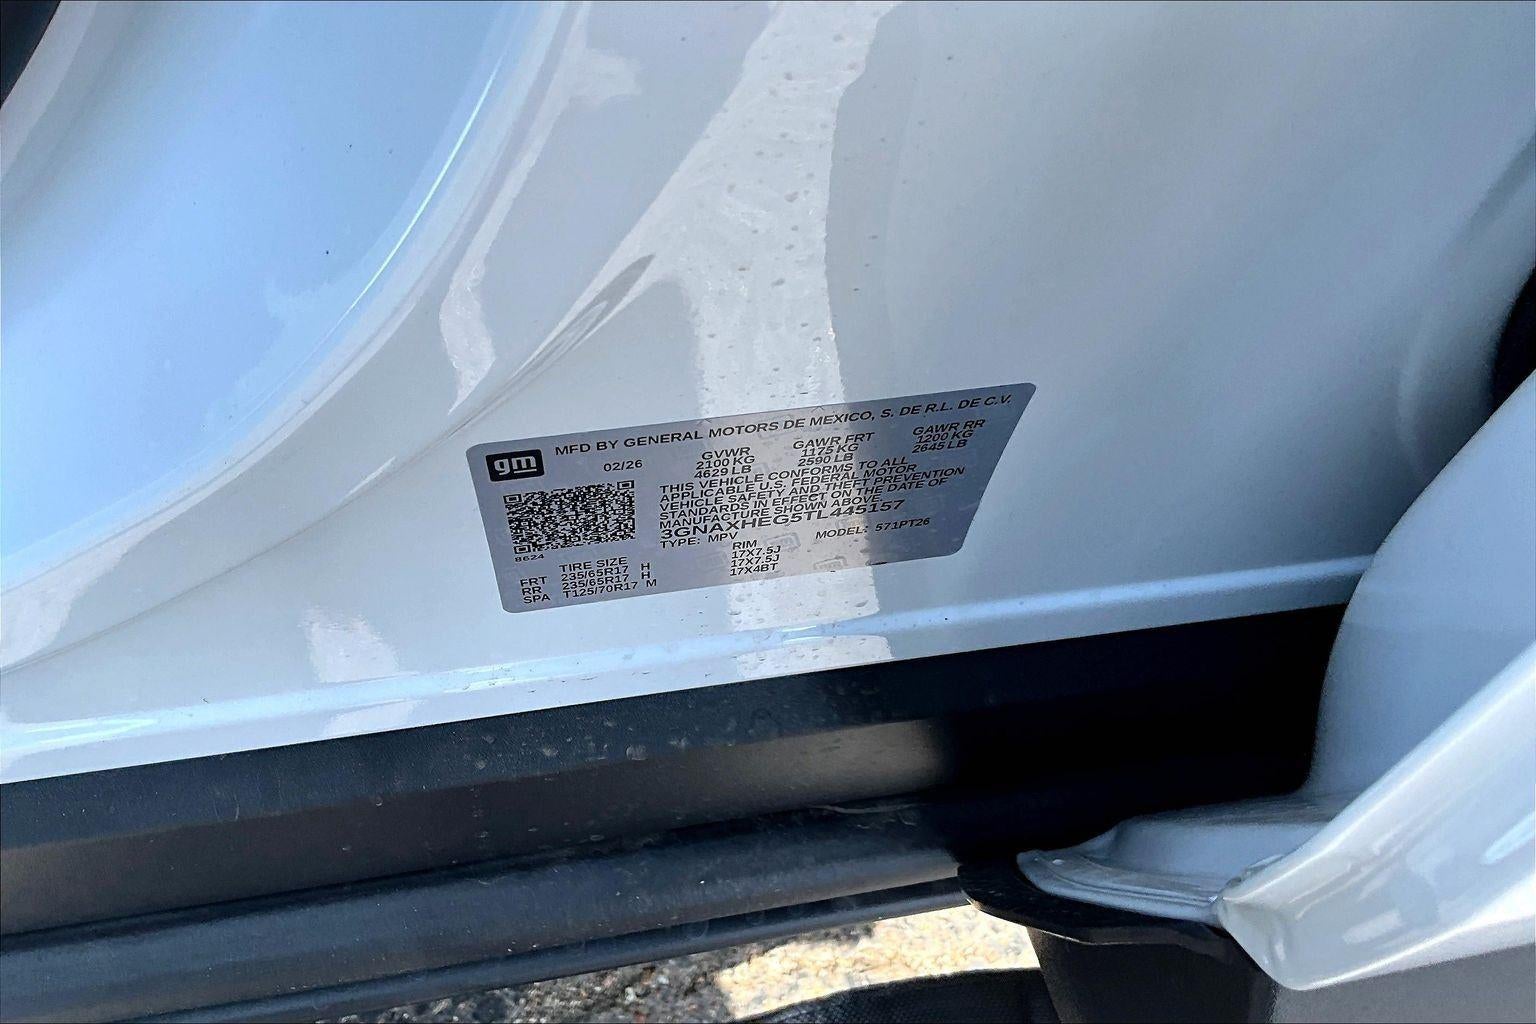 MFD BY GENERAL MOTORS DE MEXICO, S. DE R.L. DE C.V.
gm
02/26
GVWR GAWR FRT GAWR RR
2100 KG 1175 KG 1200 KG
4629 LB 2590 LB 2645 LB
THIS VEHICLE CONFORMS TO ALL
APPLICABLE U.S. FEDERAL MOTOR
VEHICLE SAFETY AND THEFT PREVENTION
STANDARDS IN EFFECT ON THE DATE OF
MANUFACTURE SHOWN ABOVE.
3GNAXHEG5TL445157
TYPE: MPV MODEL: 571PT26
8624
TIRE SIZE RIM
FRT 235/65R17 H 17X7.5J
RR 235/65R17 H 17X7.5J
SPA T125/70R17 M 17X4BT